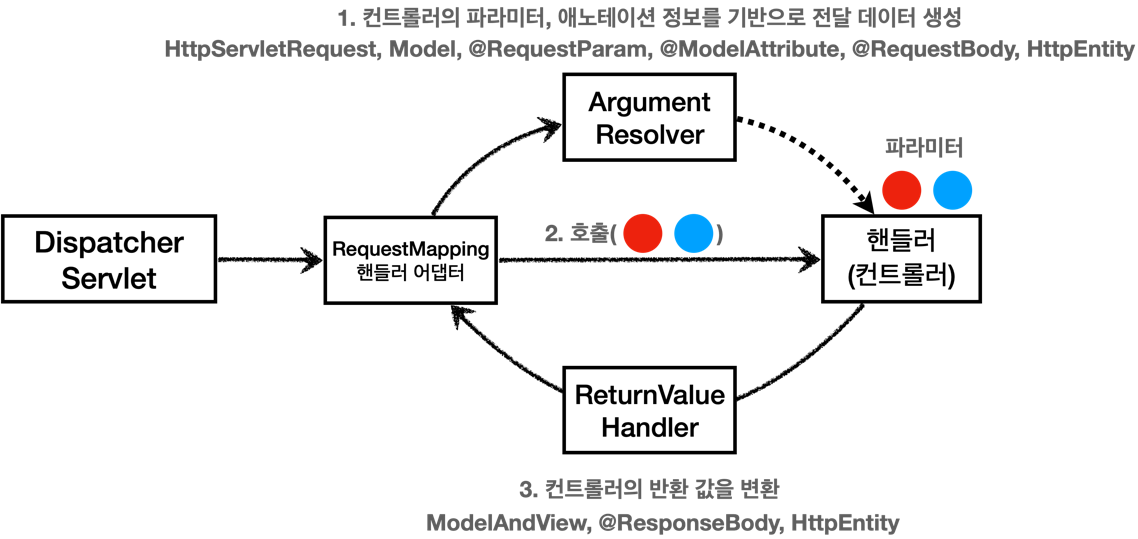 1. 컨트롤러의 파라미터, 애노테이션 정보를 기반으로 전달 데이터 생성
HttpServletRequest, Model, @RequestParam, @ModelAttribute, @RequestBody, HttpEntity
Argument
Resolver
파라미터
Dispatcher
Servlet
RequestMapping
핸들러 어댑터
2. 호출( )
핸들러
(컨트롤러)
ReturnValue
Handler
3. 컨트롤러의 반환 값을 변환
ModelAndView, @ResponseBody, HttpEntity